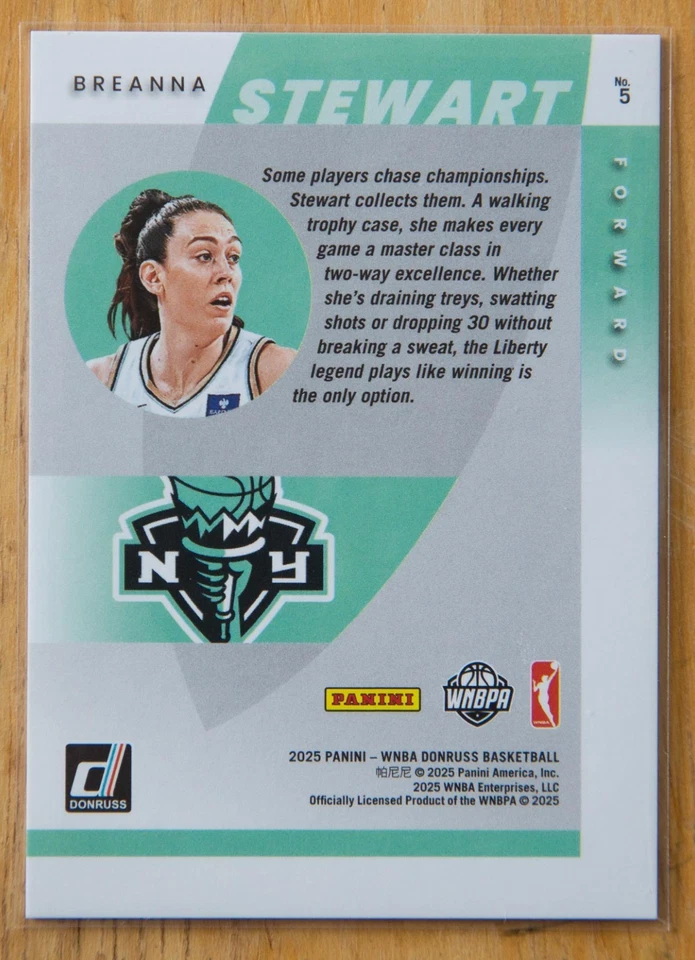 BREANNA
STEWART
No.
5
FORWARD
Some players chase championships.
Stewart collects them. A walking
trophy case, she makes every
game a master class in
two-way excellence. Whether
she's draining treys, swatting
shots or dropping 30 without
breaking a sweat, the Liberty
legend plays like winning is
the only option.
N Y
PANINI
WNBPA
DONRUSS
2025 PANINI – WNBA DONRUSS BASKETBALL
帕尼尼 © 2025 Panini America, Inc.
2025 WNBA Enterprises, LLC
Officially Licensed Product of the WNBPA © 2025